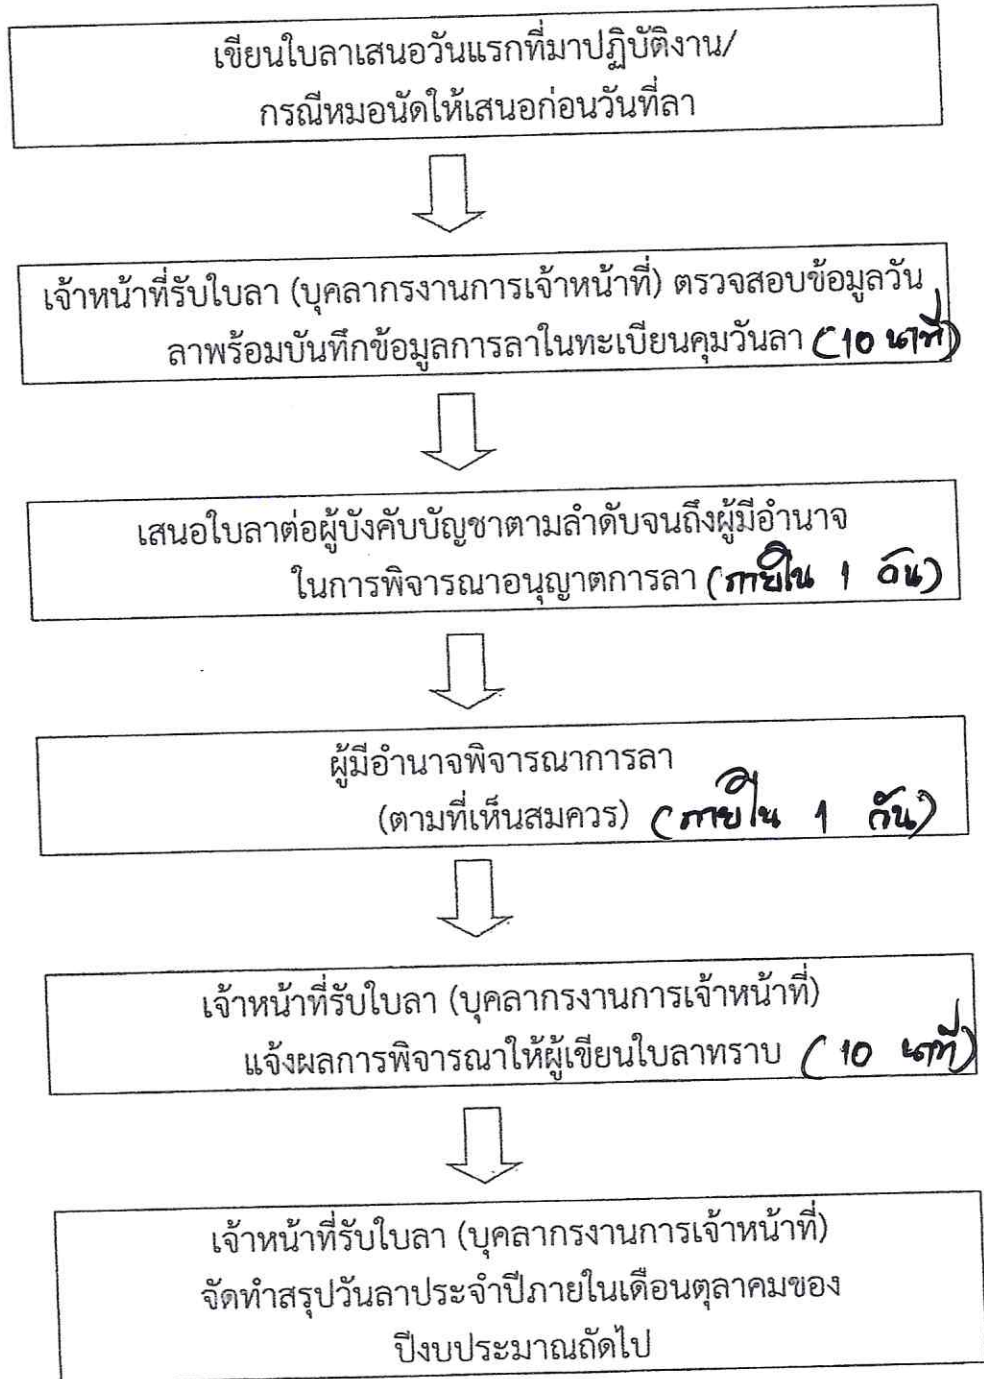 เขียนใบลาเสนอวันแรกที่มาปฏิบัติงาน/
กรณีหมอนัดให้เสนอก่อนวันที่ลา
เจ้าหน้าที่รับใบลา (บุคลากรงานการเจ้าหน้าที่) ตรวจสอบข้อมูลวัน
ลาพร้อมบันทึกข้อมูลการลาในทะเบียนคุมวันลา (10 นาที)
เสนอใบลาต่อผู้บังคับบัญชาตามลำดับจนถึงผู้มีอำนาจ
ในการพิจารณาอนุญาตการลา (ภายใน 1 วัน)
ผู้มีอำนาจพิจารณาการลา
(ตามที่เห็นสมควร) (ภายใน 1 วัน)
เจ้าหน้าที่รับใบลา (บุคลากรงานการเจ้าหน้าที่)
แจ้งผลการพิจารณาให้ผู้เขียนใบลาทราบ (10 นาที)
เจ้าหน้าที่รับใบลา (บุคลากรงานการเจ้าหน้าที่)
จัดทำสรุปวันลาประจำปีภายในเดือนตุลาคมของ
ปีงบประมาณถัดไป